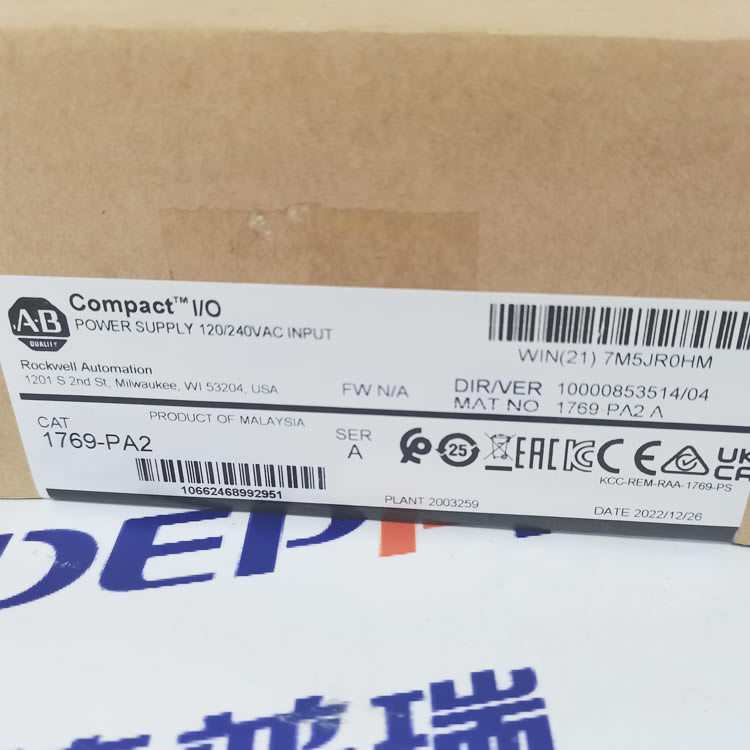 A·B
QUALITY
Compact™ I/O
POWER SUPPLY 120/240VAC INPUT
Rockwell Automation
1201 S 2nd St, Milwaukee, WI 53204, USA
FW N/A
WIN(21) 7M5JR0HM
DIR/VER 10000853514/04
MAT NO 1769-PA2 A
CAT
1769-PA2
PRODUCT OF MALAYSIA
10662468992951
SER
A
25
EAC
CE
UK
CA
KCC-REM-RAA-1769-PS
PLANT 2003259
DATE 2022/12/26
DEP
瑞